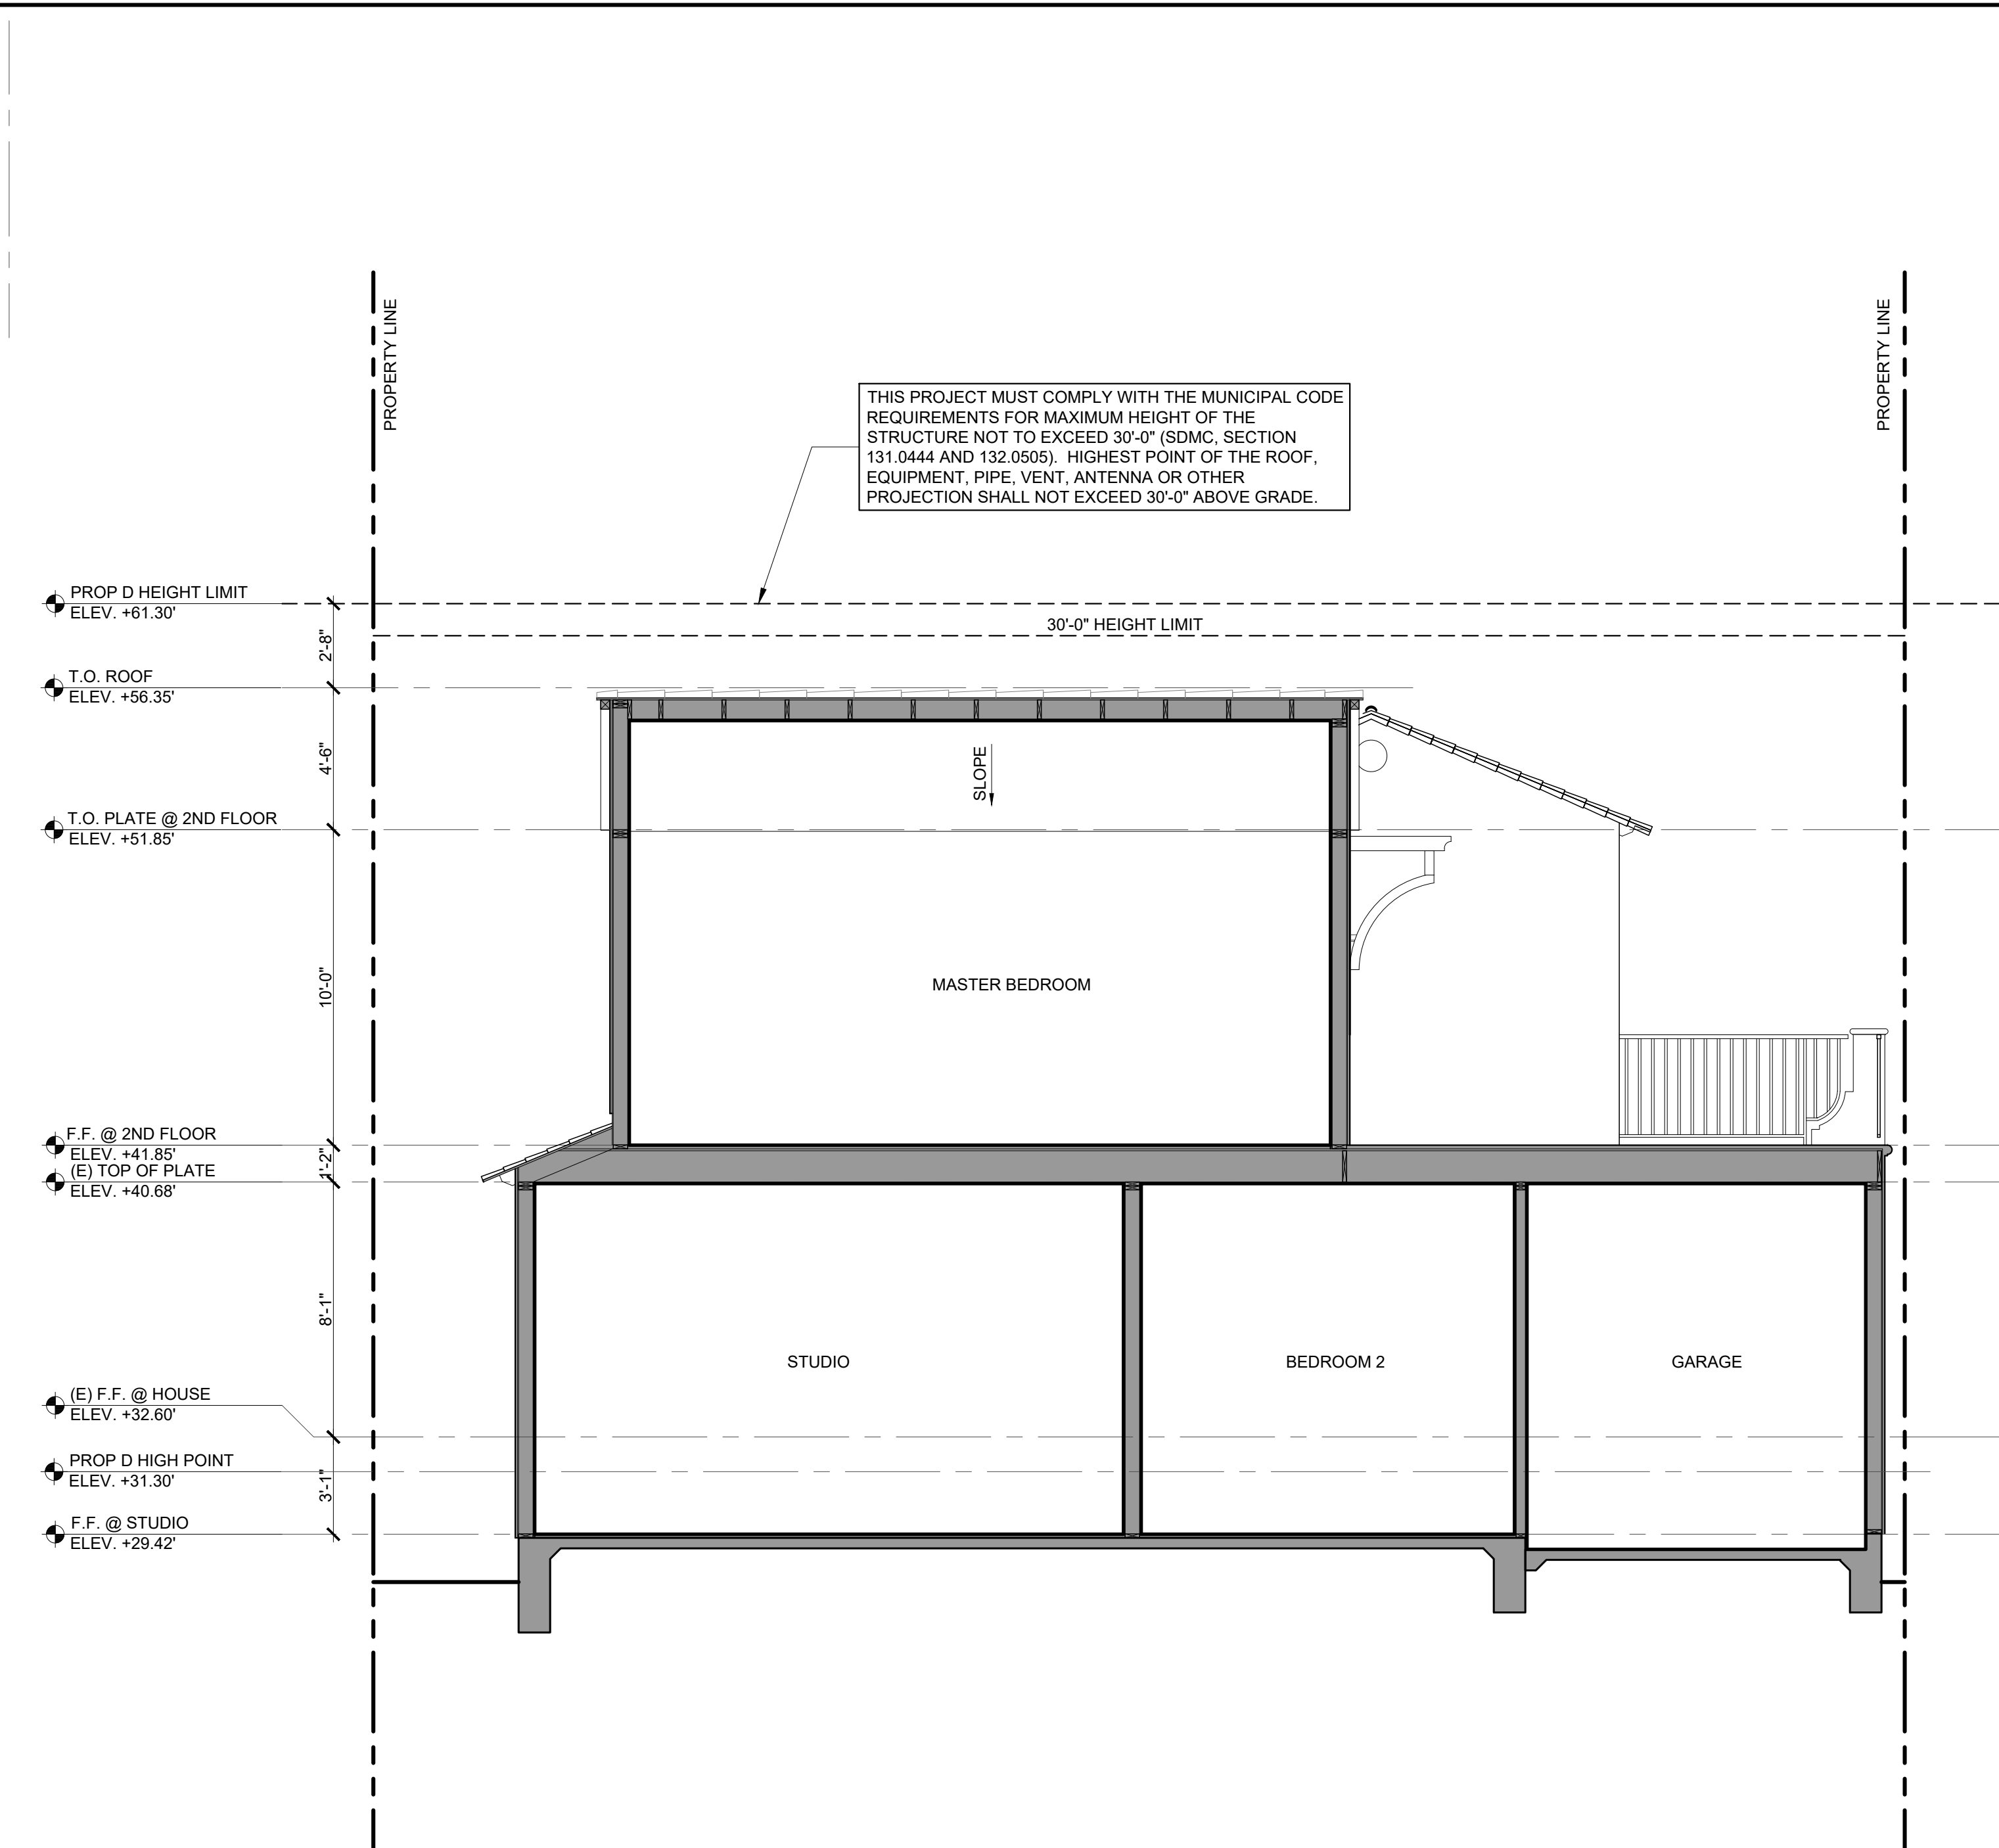 PROPERTY LINE
PROPERTY LINE
THIS PROJECT MUST COMPLY WITH THE MUNICIPAL CODE
REQUIREMENTS FOR MAXIMUM HEIGHT OF THE
STRUCTURE NOT TO EXCEED 30'-0" (SDMC, SECTION
131.0444 AND 132.0505). HIGHEST POINT OF THE ROOF,
EQUIPMENT, PIPE, VENT, ANTENNA OR OTHER
PROJECTION SHALL NOT EXCEED 30'-0" ABOVE GRADE.
PROP D HEIGHT LIMIT
ELEV. +61.30'
30'-0" HEIGHT LIMIT
2'-8"
T.O. ROOF
ELEV. +56.35'
4'-6"
SLOPE
T.O. PLATE @ 2ND FLOOR
ELEV. +51.85'
10'-0"
MASTER BEDROOM
F.F. @ 2ND FLOOR
ELEV. +41.85'
1'-2"
(E) TOP OF PLATE
ELEV. +40.68'
8'-1"
STUDIO
BEDROOM 2
GARAGE
(E) F.F. @ HOUSE
ELEV. +32.60'
PROP D HIGH POINT
ELEV. +31.30'
3'-1"
F.F. @ STUDIO
ELEV. +29.42'